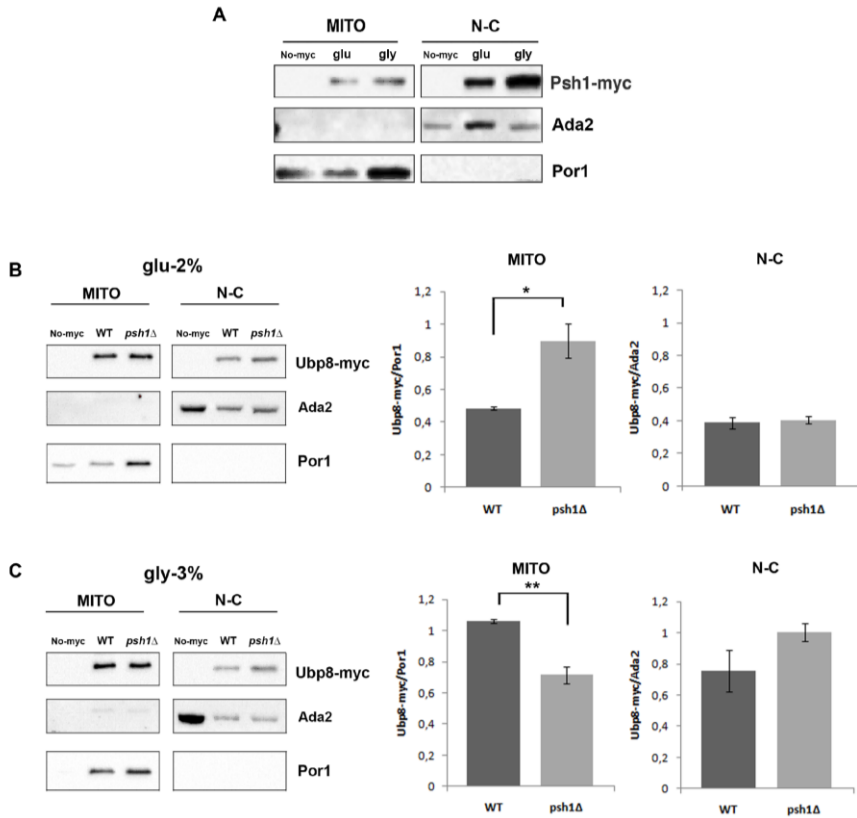 A
MITO N-C
No-myc glu gly No-myc glu gly
Psh1-myc
Ada2
Por1
B
glu-2%
MITO N-C
No-myc WT psh1Δ No-myc WT psh1Δ
Ubp8-myc
Ada2
Por1
MITO
*
Ubp8-myc/Por1
1,2
1
0,8
0,6
0,4
0,2
0
WT psh1Δ
N-C
Ubp8-myc/Ada2
1,2
1
0,8
0,6
0,4
0,2
0
WT psh1Δ
C
gly-3%
MITO N-C
No-myc WT psh1Δ No-myc WT psh1Δ
Ubp8-myc
Ada2
Por1
MITO
**
Ubp8-myc/Por1
1,2
1
0,8
0,6
0,4
0,2
0
WT psh1Δ
N-C
Ubp8-myc/Ada2
1,2
1
0,8
0,6
0,4
0,2
0
WT psh1Δ